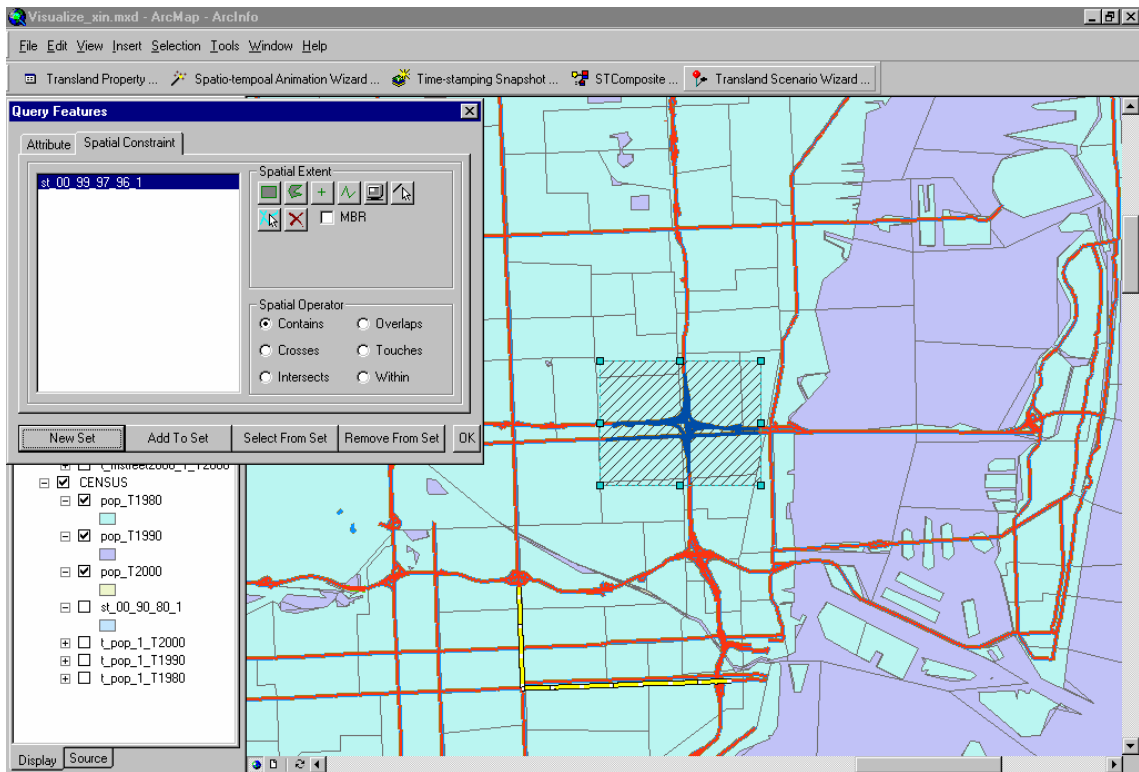 Visualize_xin.mxd - ArcMap - ArcInfo
File Edit View Insert Selection Tools Window Help
Transland Property ... Spatio-tempoal Animation Wizard ... Time-stamping Snapshot ... STComposite ... Transland Scenario Wizard ...
Query Features
Attribute Spatial Constraint
st_00_99_97_96_1
Spatial Extent
MBR
Spatial Operator
Contains Overlaps
Crosses Touches
Intersects Within
New Set Add To Set Select From Set Remove From Set OK
CENSUS
pop_T1980
pop_T1990
pop_T2000
st_00_90_80_1
t_pop_1_T2000
t_pop_1_T1990
t_pop_1_T1980
Display Source